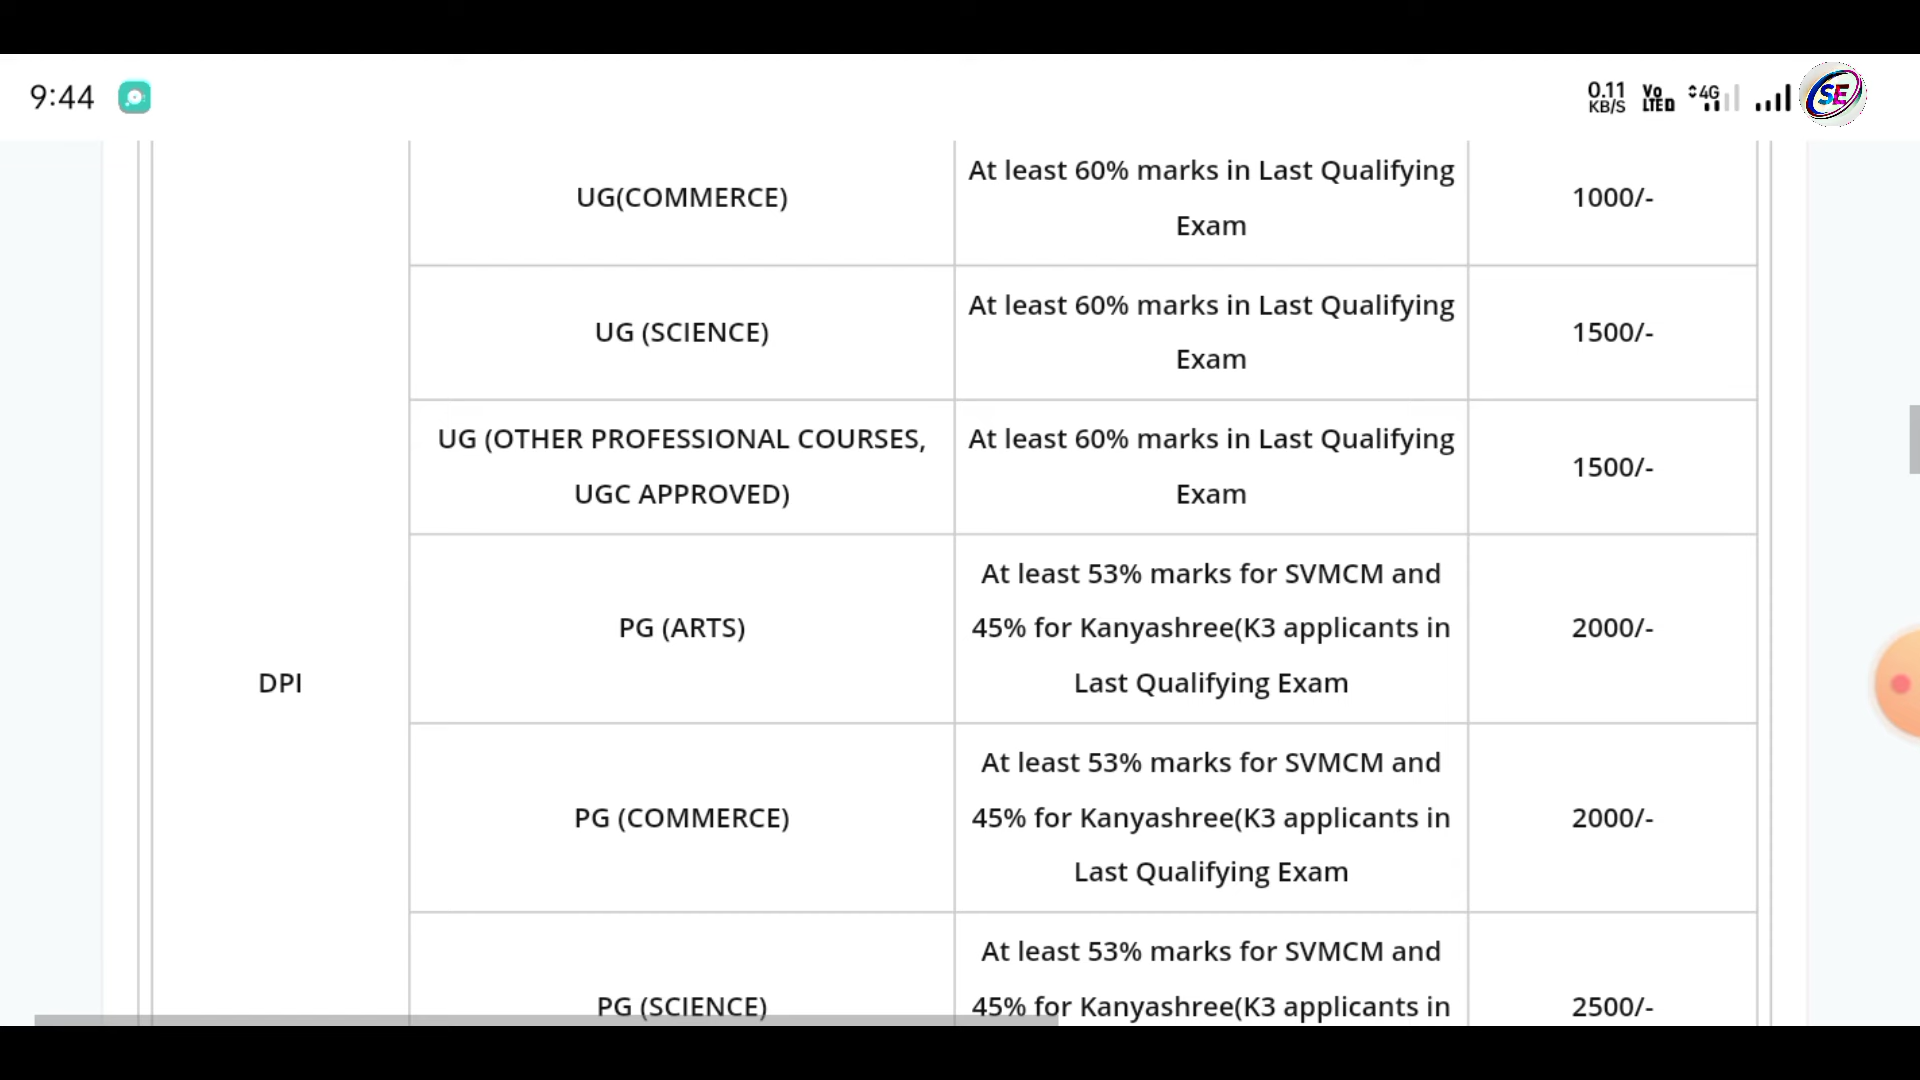 9:44
0.11
KB/S
Vo
LTE
4G
SE
UG(COMMERCE)
At least 60% marks in Last Qualifying
Exam
1000/-
UG (SCIENCE)
At least 60% marks in Last Qualifying
Exam
1500/-
UG (OTHER PROFESSIONAL COURSES,
UGC APPROVED)
At least 60% marks in Last Qualifying
Exam
1500/-
DPI
PG (ARTS)
At least 53% marks for SVMCM and
45% for Kanyashree(K3 applicants in
Last Qualifying Exam
2000/-
PG (COMMERCE)
At least 53% marks for SVMCM and
45% for Kanyashree(K3 applicants in
Last Qualifying Exam
2000/-
PG (SCIENCE)
At least 53% marks for SVMCM and
45% for Kanyashree(K3 applicants in
2500/-